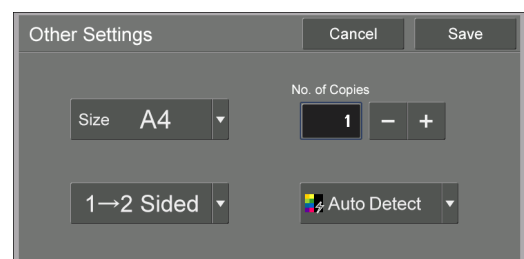 Other Settings
Cancel
Save
No. of Copies
Size A4
1
− +
1→2 Sided
Auto Detect